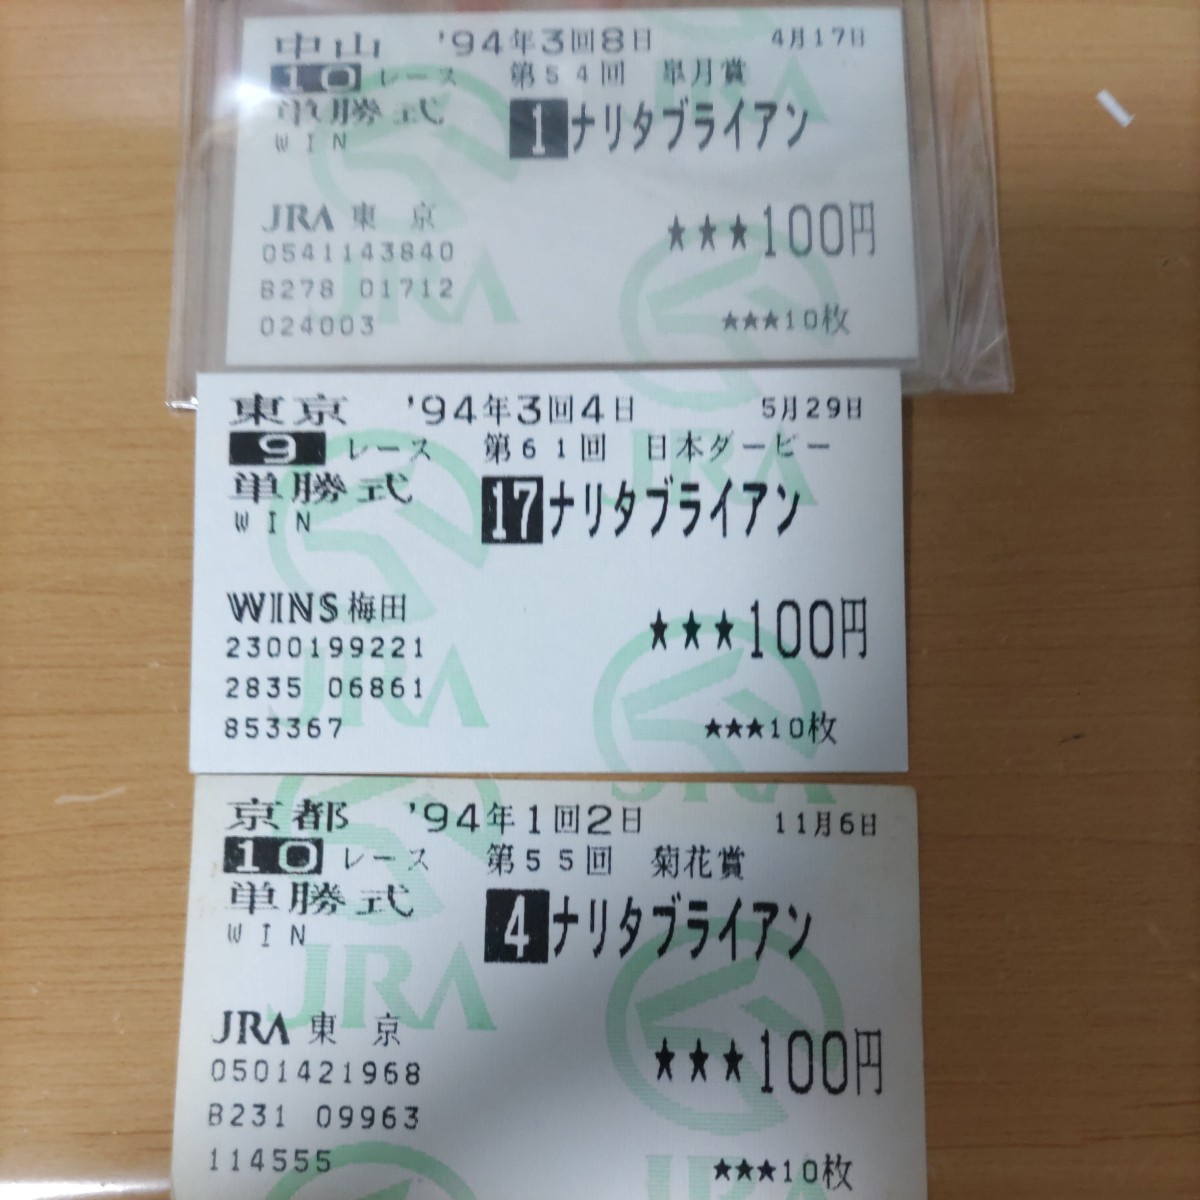 中山 '94年3回8日 4月17日
10 レース 第54回 皐月賞
単勝式 1 ナリタブライアン
WIN
JRA 東京 ★★★100円
0541143840
B278 01712
024003 ★★★10枚
東京 '94年3回4日 5月29日
9 レース 第61回 日本ダービー
単勝式 17 ナリタブライアン
WIN
WINS梅田 ★★★100円
2300199221
2835 06861
853367 ★★★10枚
京都 '94年1回2日 11月6日
10 レース 第55回 菊花賞
単勝式 4 ナリタブライアン
WIN
JRA 東京 ★★★100円
0501421968
B231 09963
114555 ★★★10枚